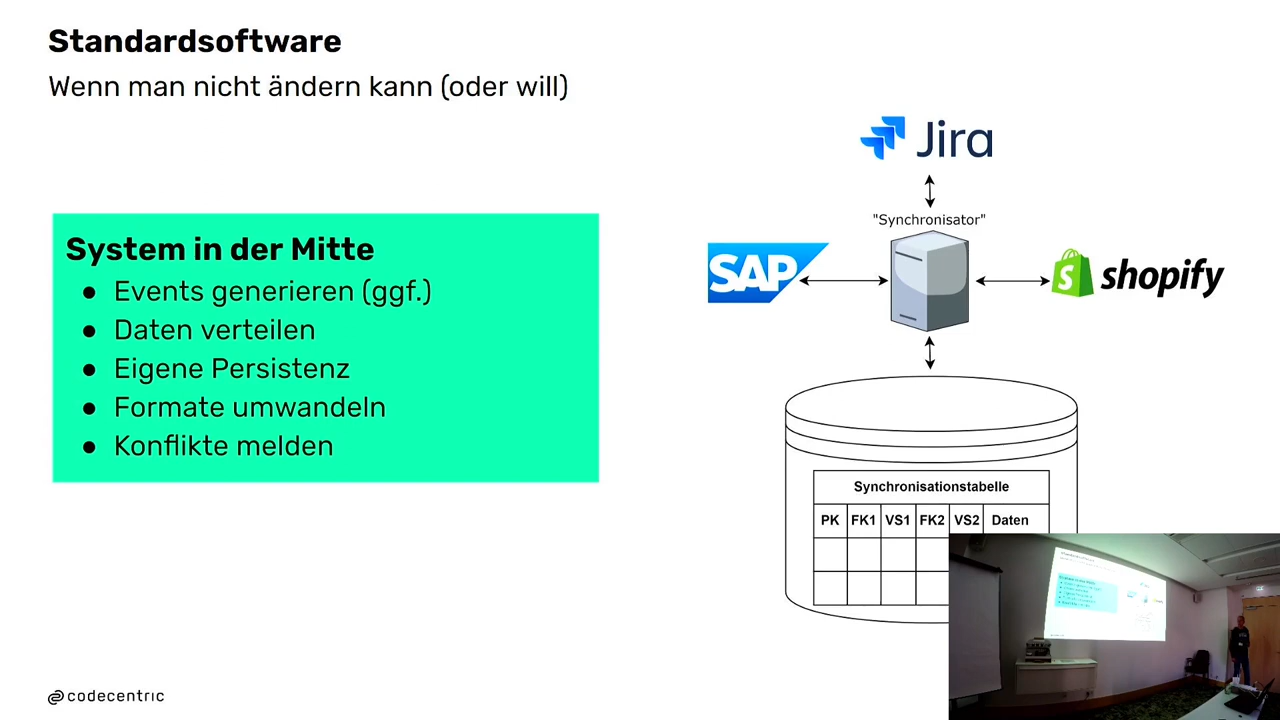 Standardsoftware
Wenn man nicht ändern kann (oder will)
Jira
"Synchronisator"
SAP
shopify
System in der Mitte
● Events generieren (ggf.)
● Daten verteilen
● Eigene Persistenz
● Formate umwandeln
● Konflikte melden
Synchronisationstabelle
PK FK1 VS1 FK2 VS2 Daten
codecentric